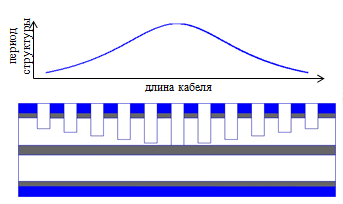 период
структуры
длина кабеля